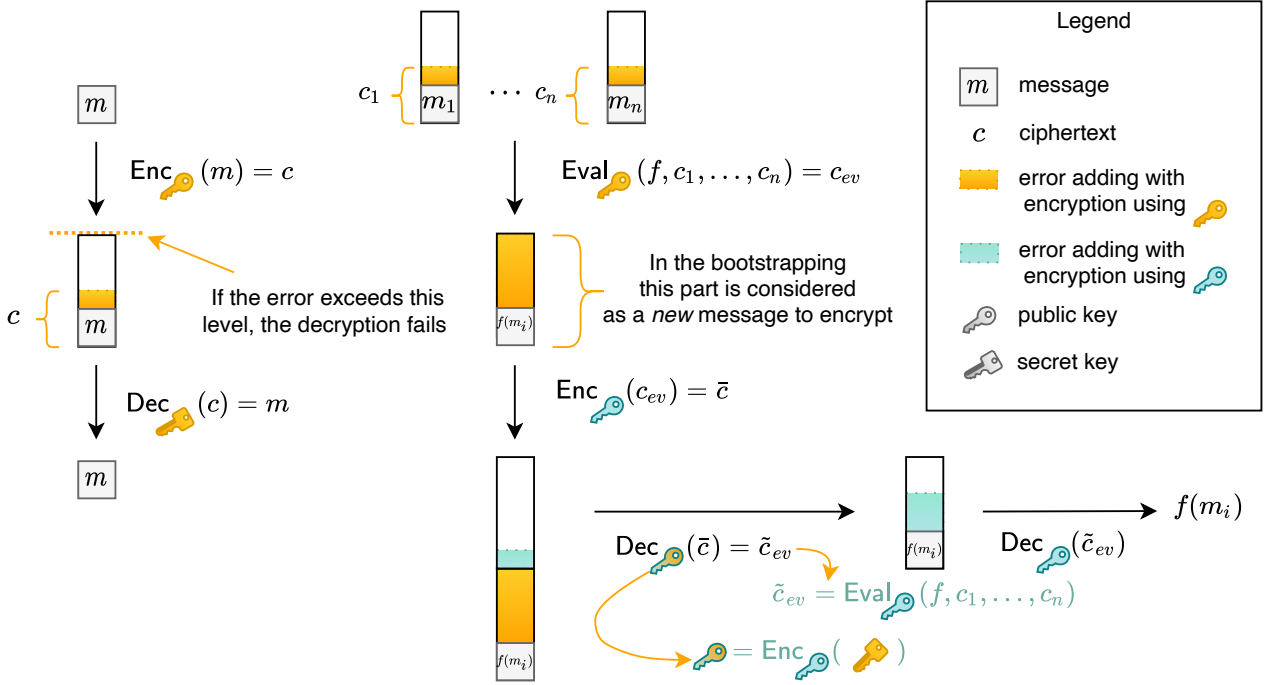 m
Enc (m) = c
If the error exceeds this
level, the decryption fails
c
m
Dec (c) = m
m
c₁
m₁
⋯
cₙ
mₙ
Eval (f, c₁, . . . , cₙ) = cₑᵥ
f(mᵢ)
In the bootstrapping
this part is considered
as a new message to encrypt
Enc (cₑᵥ) = c̄
f(mᵢ)
Dec (c̄) = c̃ₑᵥ
c̃ₑᵥ = Eval (f, c₁, . . . , cₙ)
= Enc ( )
f(mᵢ)
Dec (c̃ₑᵥ)
f(mᵢ)
Legend
m message
c ciphertext
error adding with
encryption using
error adding with
encryption using
public key
secret key